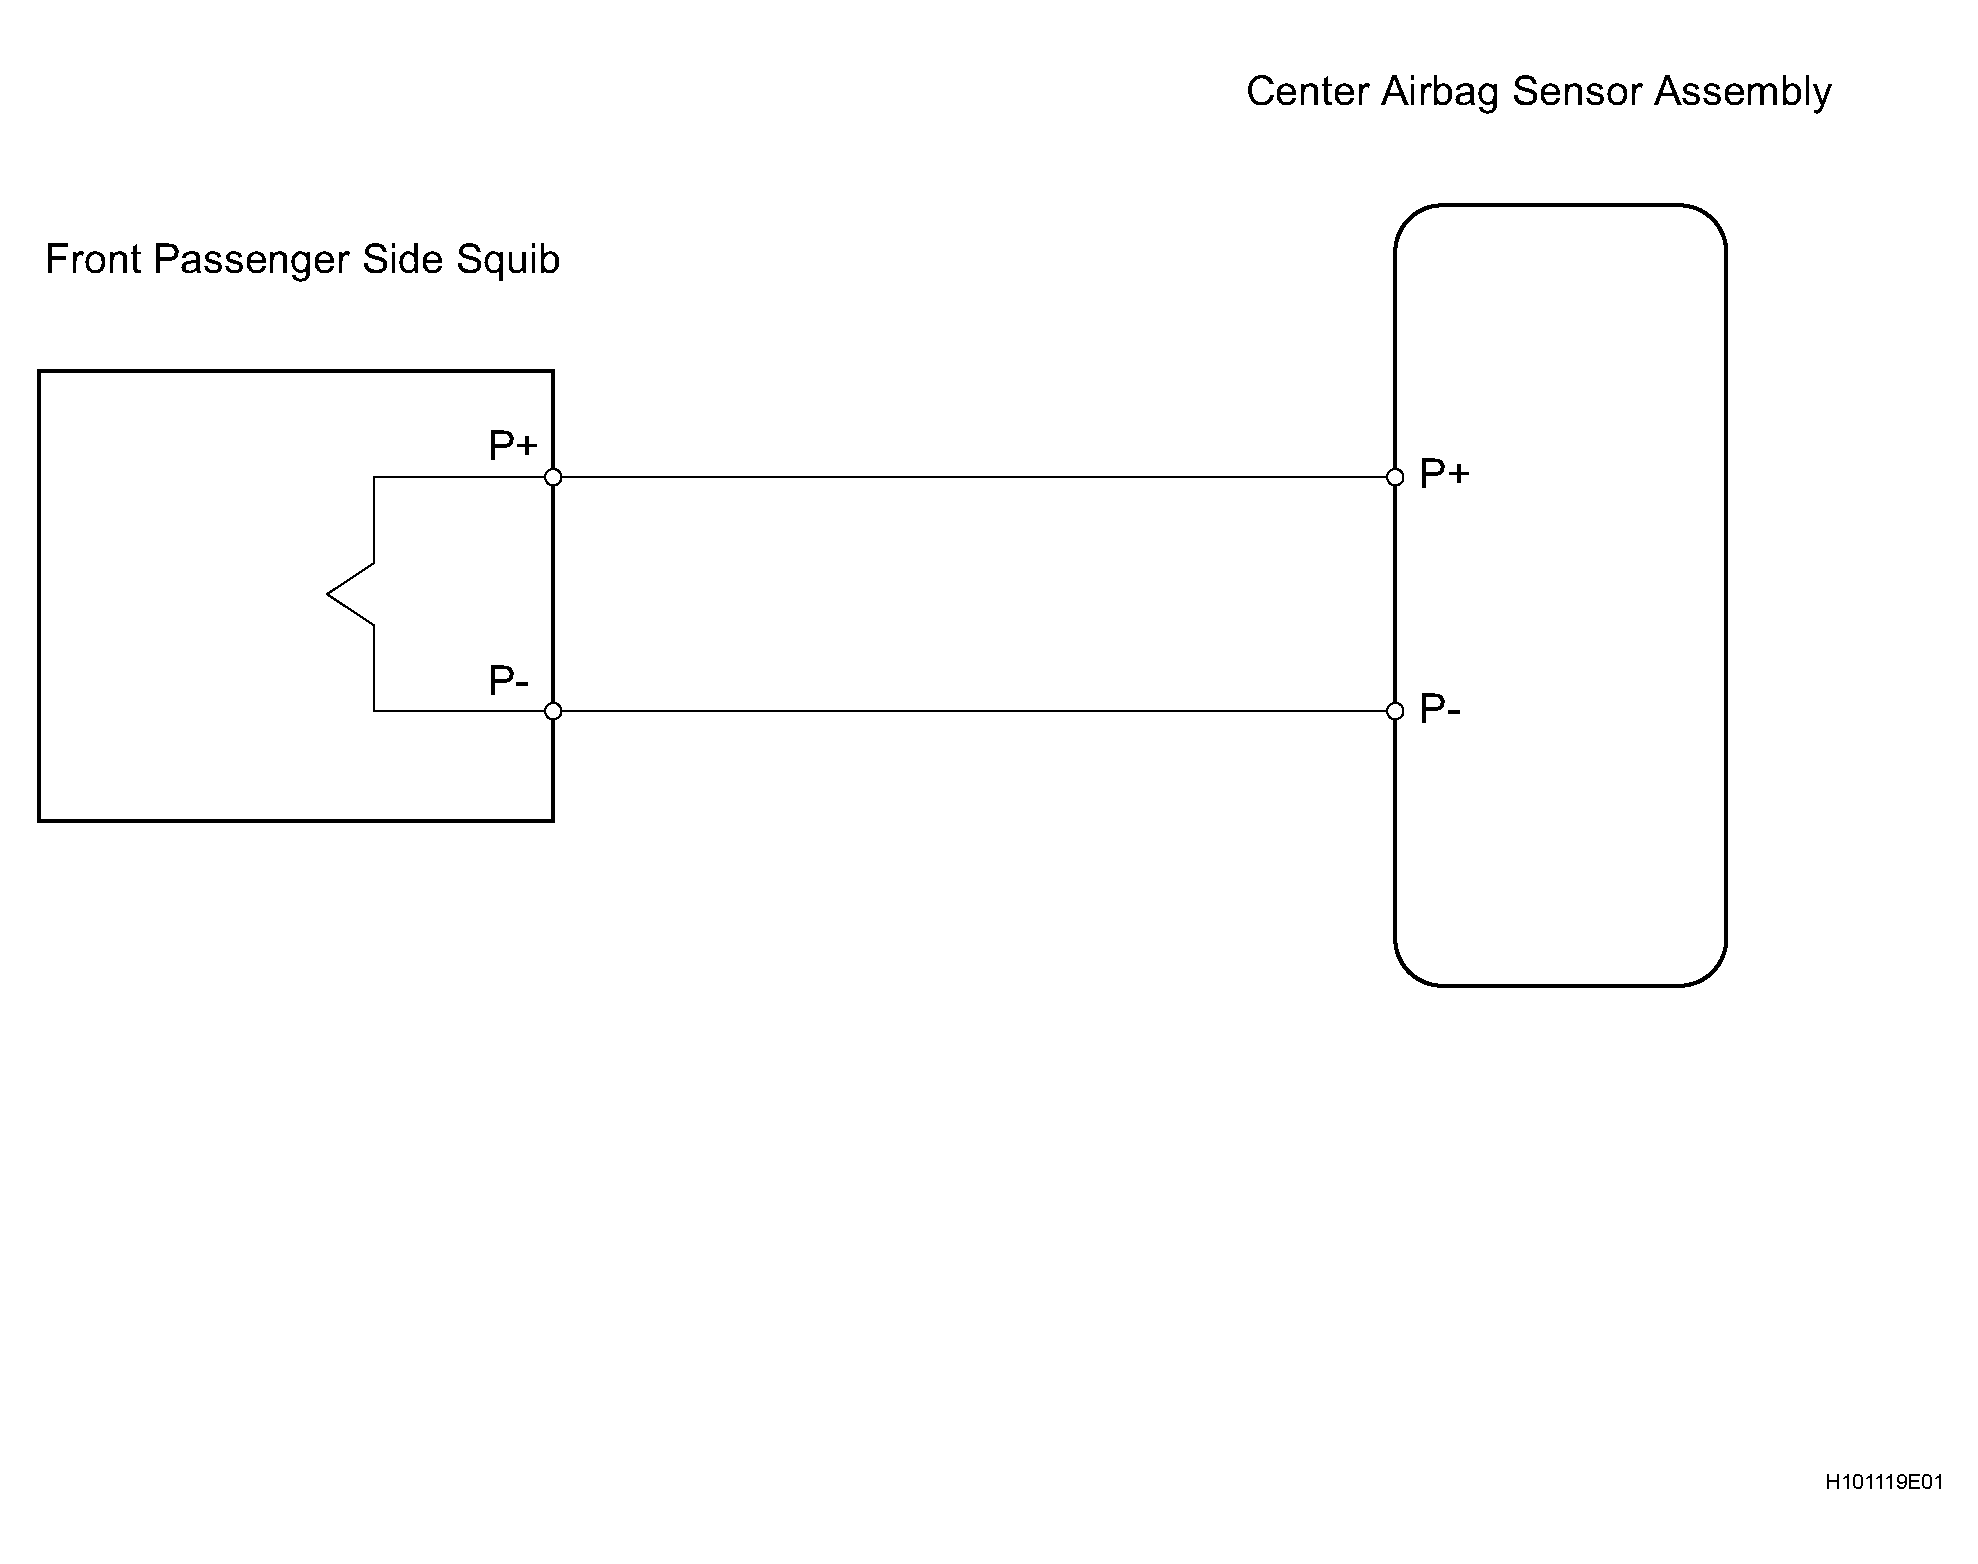 Center Airbag Sensor Assembly
Front Passenger Side Squib
P+
P+
P-
P-
H101119E01